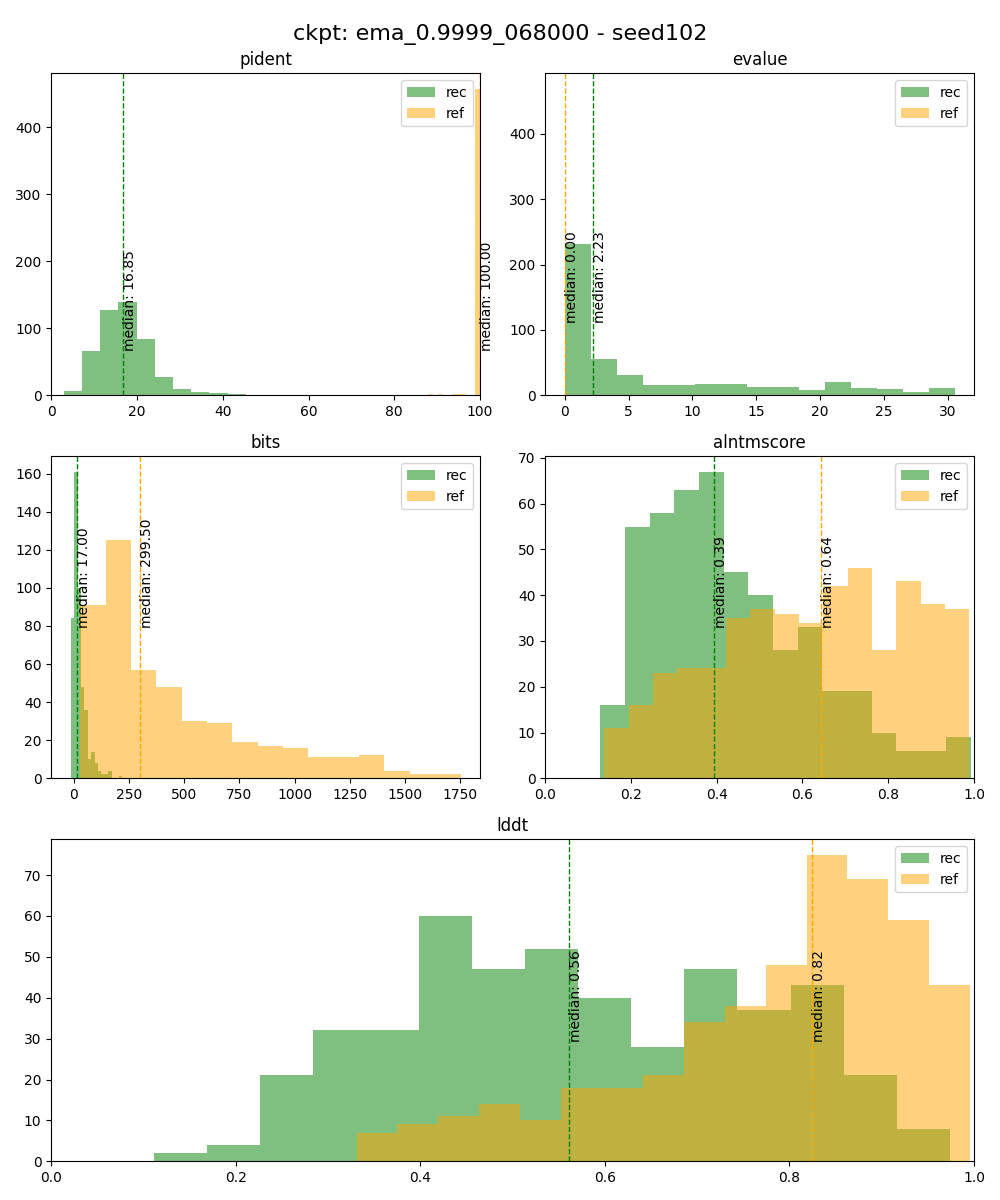 ckpt: ema_0.9999_068000 - seed102
pident
rec
ref
400
300
200
100
0
median: 16.85
median: 100.00
0 20 40 60 80 100
evalue
rec
ref
400
300
200
100
0
median: 0.00
median: 2.23
0 5 10 15 20 25 30
bits
rec
ref
160
140
120
100
80
60
40
20
0
median: 17.00
median: 299.50
0 250 500 750 1000 1250 1500 1750
alntmscore
rec
ref
70
60
50
40
30
20
10
0
median: 0.39
median: 0.64
0.0 0.2 0.4 0.6 0.8 1.0
lddt
rec
ref
70
60
50
40
30
20
10
0
median: 0.56
median: 0.82
0.0 0.2 0.4 0.6 0.8 1.0